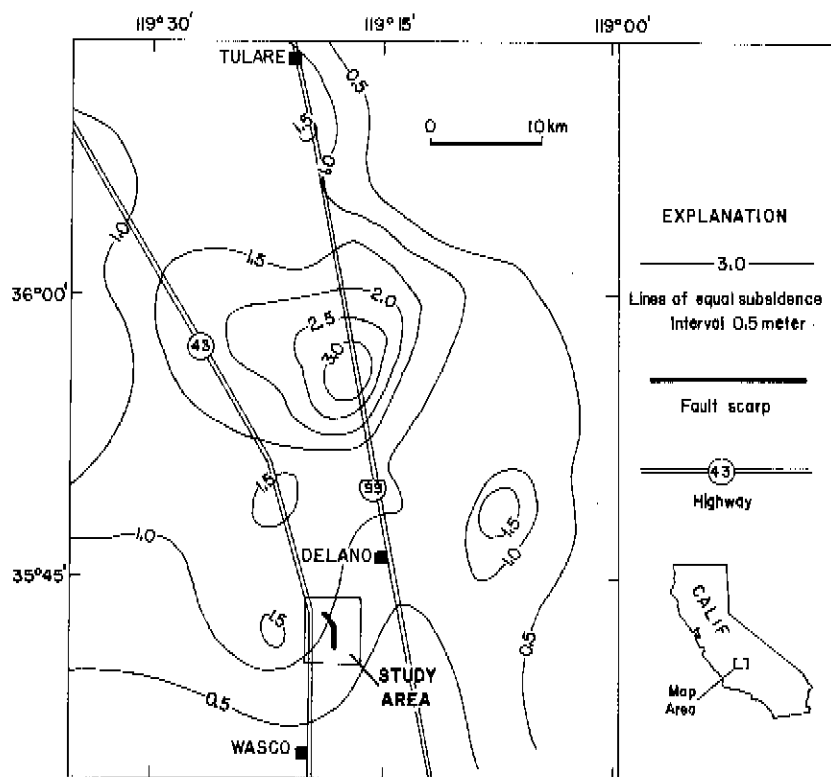 119° 30′
119° 15′
119° 00′
TULARE
0.5
1.5
1.0
0 10 km
1.0
1.5
36° 00′
2.0
2.5
3.0
43
1.5
99
1.5
1.0
1.0
DELANO
35° 45′
1.5
0.5
0.5
STUDY
AREA
WASCO
EXPLANATION
3.0
Lines of equal subsidence
Interval 0.5 meter
Fault scarp
43
Highway
CALIF
Map
Area